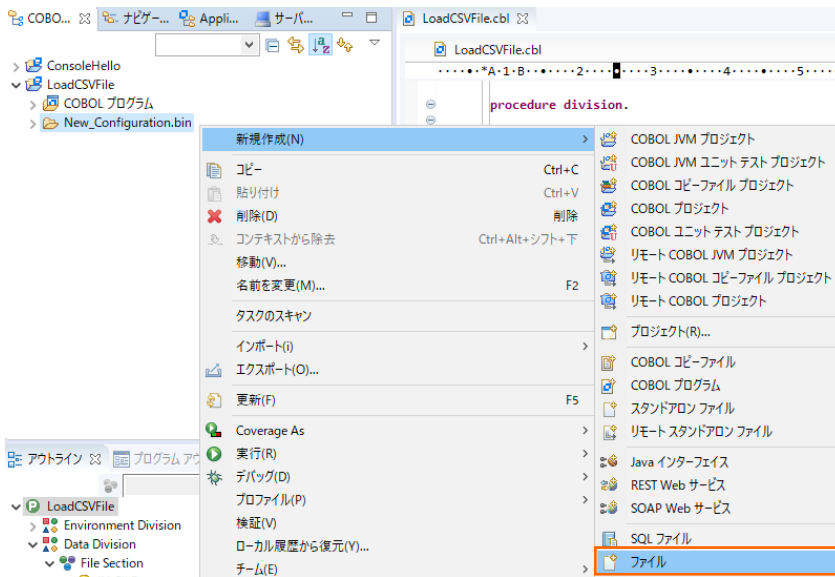 COBO... ナビゲー... Appli... サーバ...
ConsoleHello
LoadCSVFile
COBOL プログラム
New_Configuration.bin
LoadCSVFile.cbl
LoadCSVFile.cbl
*A-1-B 2 3 4 5
procedure division.
新規作成(N)
コピー Ctrl+C
貼り付け Ctrl+V
削除(D) 削除
コンテキストから除去 Ctrl+Alt+シフト+下
移動(V)...
名前を変更(M)... F2
タスクのスキャン
インポート(i)
エクスポート(O)...
更新(F) F5
Coverage As
実行(R)
デバッグ(D)
プロファイル(P)
検証(V)
ローカル履歴から復元(Y)...
チーム(E)
COBOL JVM プロジェクト
COBOL JVM ユニット テスト プロジェクト
COBOL コピーファイル プロジェクト
COBOL プロジェクト
COBOL ユニット テスト プロジェクト
リモート COBOL JVM プロジェクト
リモート COBOL コピーファイル プロジェクト
リモート COBOL プロジェクト
プロジェクト(R)...
COBOL コピーファイル
COBOL プログラム
スタンドアロン ファイル
リモート スタンドアロン ファイル
Java インターフェイス
REST Web サービス
SOAP Web サービス
SQL ファイル
ファイル
アウトライン プログラム アウ
LoadCSVFile
Environment Division
Data Division
File Section